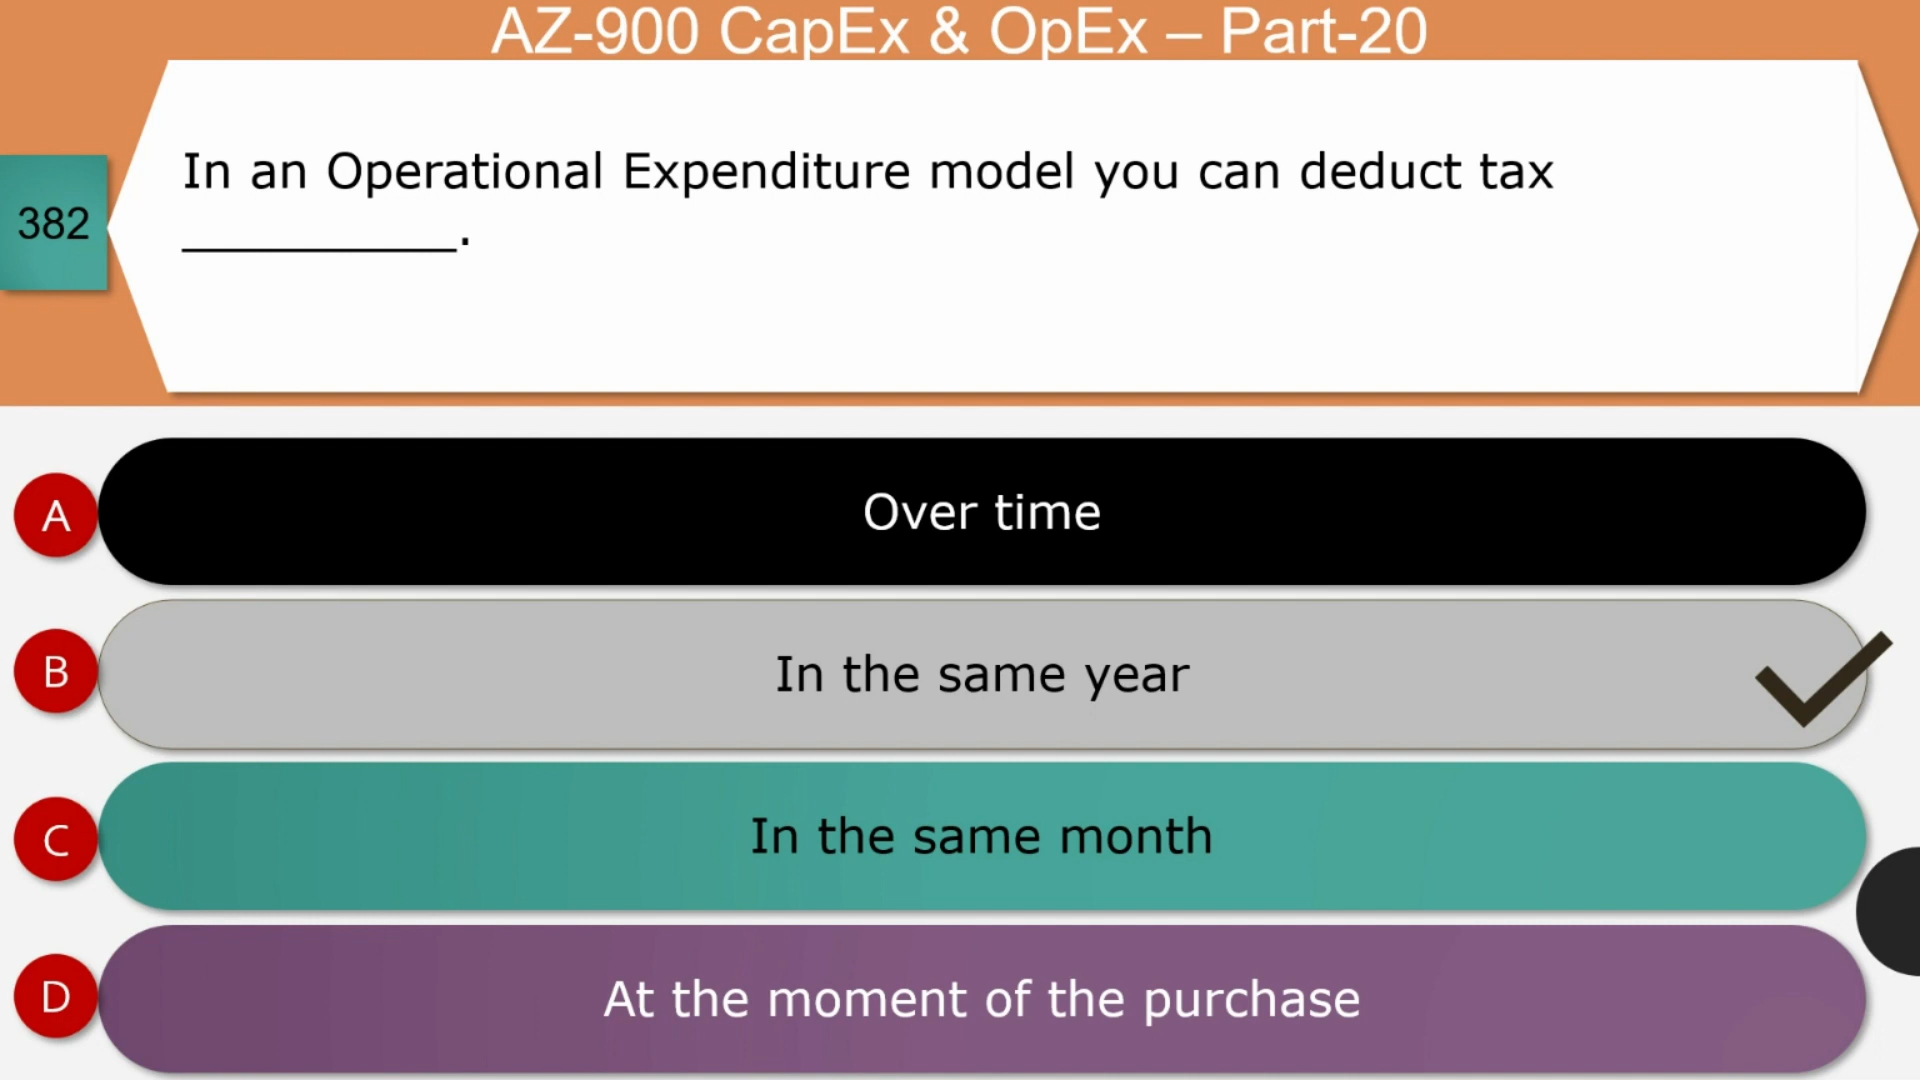 AZ-900 CapEx & OpEx – Part-20
382
In an Operational Expenditure model you can deduct tax
__________.
A
Over time
B
In the same year
C
In the same month
D
At the moment of the purchase